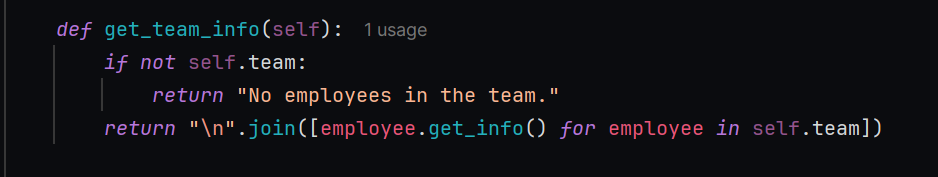 def get_team_info(self): 1 usage
if not self.team:
return "No employees in the team."
return "\n".join([employee.get_info() for employee in self.team])